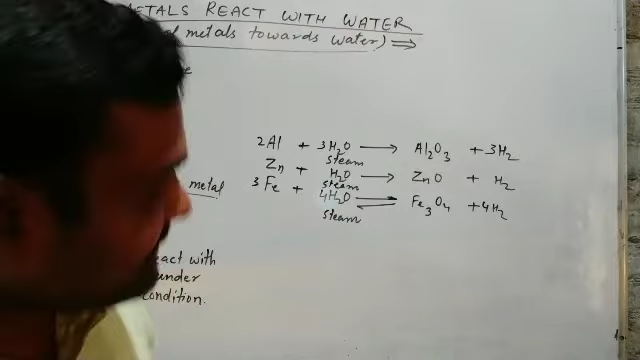 METALS REACT WITH WATER
metals towards water) ⇒
2Al + 3H₂O ⟶ Al₂O₃ + 3H₂
steam
Zn + H₂O ⟶ ZnO + H₂
steam
3Fe + 4H₂O ⇌ Fe₃O₄ + 4H₂
steam
metal
react with
under
condition.